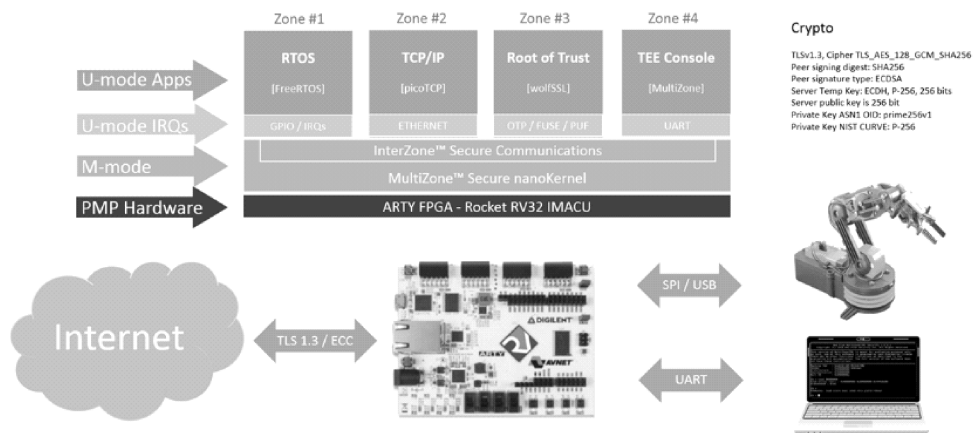 Zone #1
Zone #2
Zone #3
Zone #4
Crypto
TLSv1.3, Cipher TLS_AES_128_GCM_SHA256
Peer signing digest: SHA256
Peer signature type: ECDSA
Server Temp Key: ECDH, P-256, 256 bits
Server public key is 256 bit
Private Key ASN1 OID: prime256v1
Private Key NIST CURVE: P-256
U-mode Apps
RTOS
[FreeRTOS]
TCP/IP
[picoTCP]
Root of Trust
[wolfSSL]
TEE Console
[MultiZone]
U-mode IRQs
GPIO / IRQs
ETHERNET
OTP / FUSE / PUF
UART
M-mode
InterZone™ Secure Communications
MultiZone™ Secure nanoKernel
PMP Hardware
ARTY FPGA - Rocket RV32 IMACU
Internet
TLS 1.3 / ECC
DIGILENT
ARTY
AVNET
SPI / USB
UART